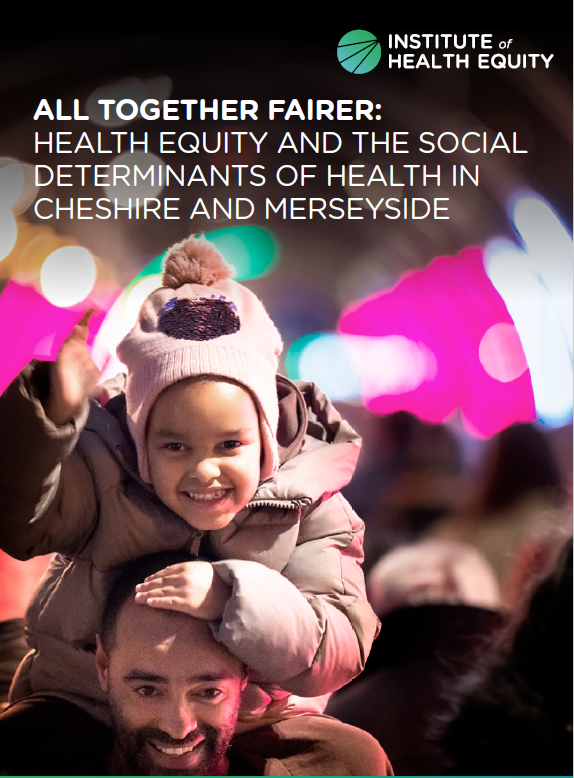 INSTITUTE of
HEALTH EQUITY
ALL TOGETHER FAIRER:
HEALTH EQUITY AND THE SOCIAL
DETERMINANTS OF HEALTH IN
CHESHIRE AND MERSEYSIDE